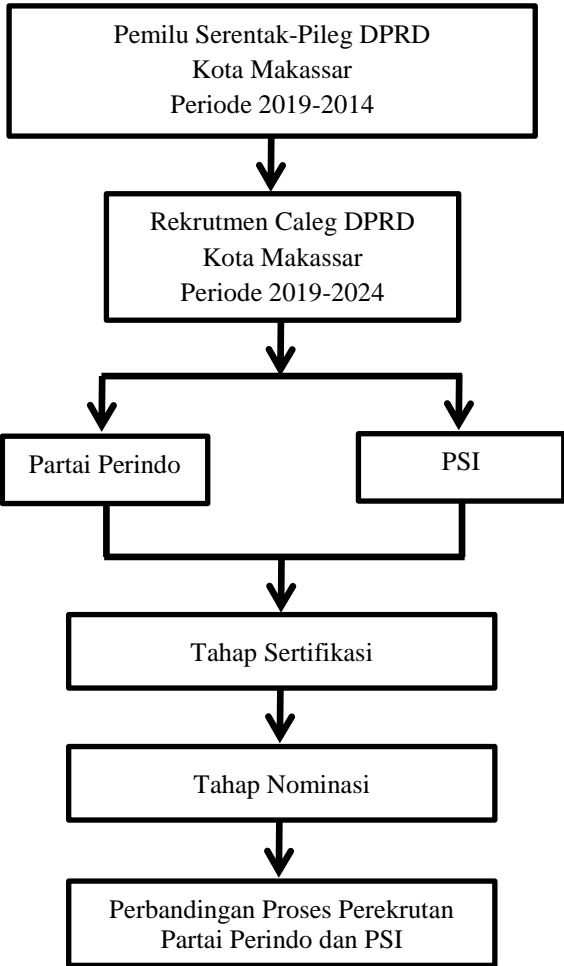 Pemilu Serentak-Pileg DPRD
Kota Makassar
Periode 2019-2014
Rekrutmen Caleg DPRD
Kota Makassar
Periode 2019-2024
Partai Perindo
PSI
Tahap Sertifikasi
Tahap Nominasi
Perbandingan Proses Perekrutan
Partai Perindo dan PSI